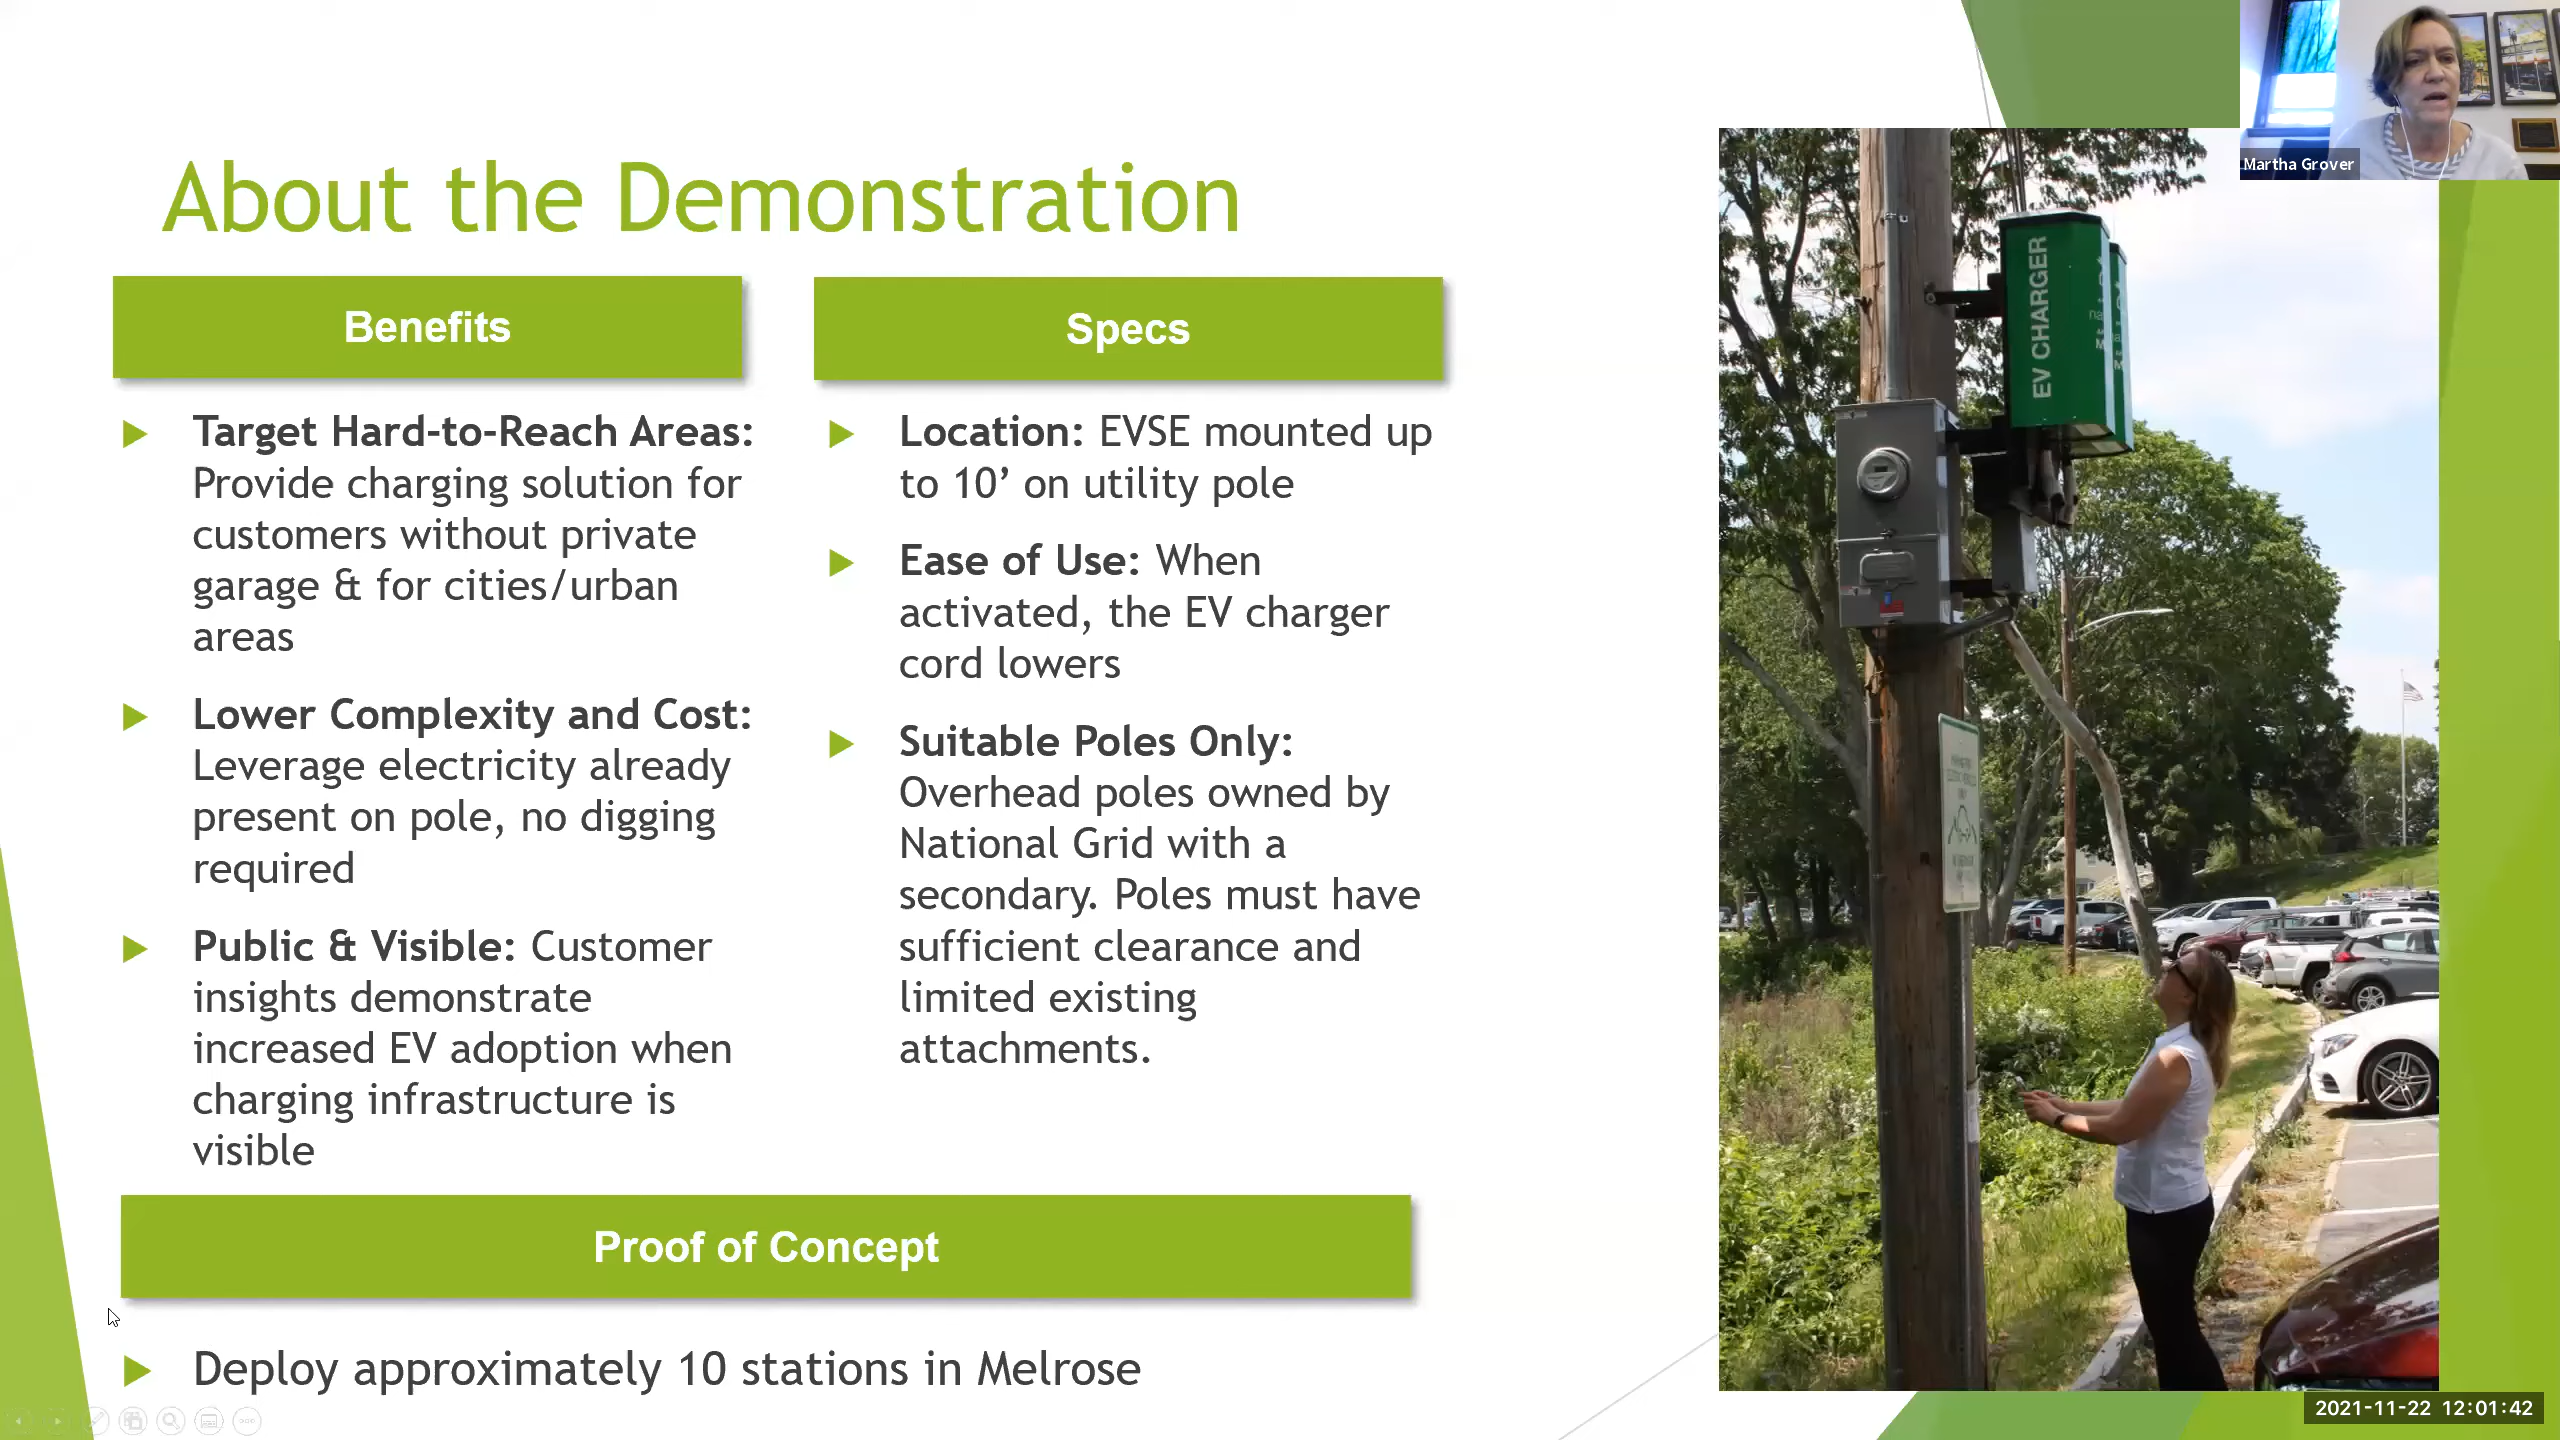 Martha Grover
About the Demonstration
Benefits
Target Hard-to-Reach Areas:
Provide charging solution for
customers without private
garage & for cities/urban
areas
Lower Complexity and Cost:
Leverage electricity already
present on pole, no digging
required
Public & Visible: Customer
insights demonstrate
increased EV adoption when
charging infrastructure is
visible
Specs
Location: EVSE mounted up
to 10’ on utility pole
Ease of Use: When
activated, the EV charger
cord lowers
Suitable Poles Only:
Overhead poles owned by
National Grid with a
secondary. Poles must have
sufficient clearance and
limited existing
attachments.
Proof of Concept
Deploy approximately 10 stations in Melrose
EV CHARGER
2021-11-22 12:01:42